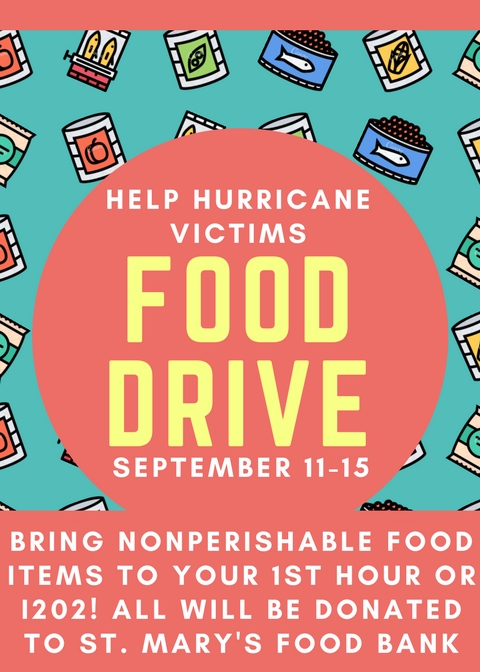 HELP HURRICANE
VICTIMS
FOOD
DRIVE
SEPTEMBER 11-15
BRING NONPERISHABLE FOOD
ITEMS TO YOUR 1ST HOUR OR
I202! ALL WILL BE DONATED
TO ST. MARY'S FOOD BANK